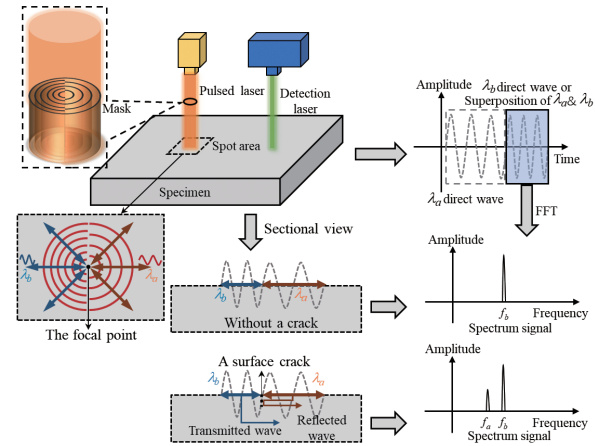 Pulsed laser
Detection
laser
Mask
Spot area
Specimen
Amplitude
λb direct wave or
Superposition of λa& λb
Time
λa direct wave
FFT
Sectional view
λb
λa
The focal point
λb
λa
Without a crack
Amplitude
fb
Frequency
Spectrum signal
A surface crack
λb
λa
Transmitted wave
Reflected
wave
Amplitude
fa
fb
Frequency
Spectrum signal